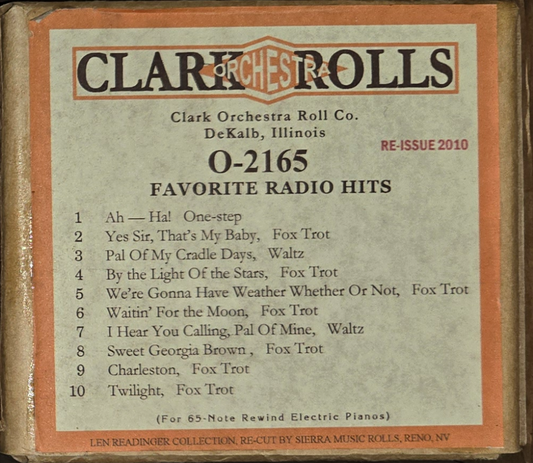 CLARK ORCHESTRA ROLLS
Clark Orchestra Roll Co.
DeKalb, Illinois
RE-ISSUE 2010
O-2165
FAVORITE RADIO HITS
1 Ah — Ha! One-step
2 Yes Sir, That's My Baby, Fox Trot
3 Pal Of My Cradle Days, Waltz
4 By the Light Of the Stars, Fox Trot
5 We're Gonna Have Weather Whether Or Not, Fox Trot
6 Waitin' For the Moon, Fox Trot
7 I Hear You Calling, Pal Of Mine, Waltz
8 Sweet Georgia Brown , Fox Trot
9 Charleston, Fox Trot
10 Twilight, Fox Trot
(For 65-Note Rewind Electric Pianos)
LEN READINGER COLLECTION, RE-CUT BY SIERRA MUSIC ROLLS, RENO, NV